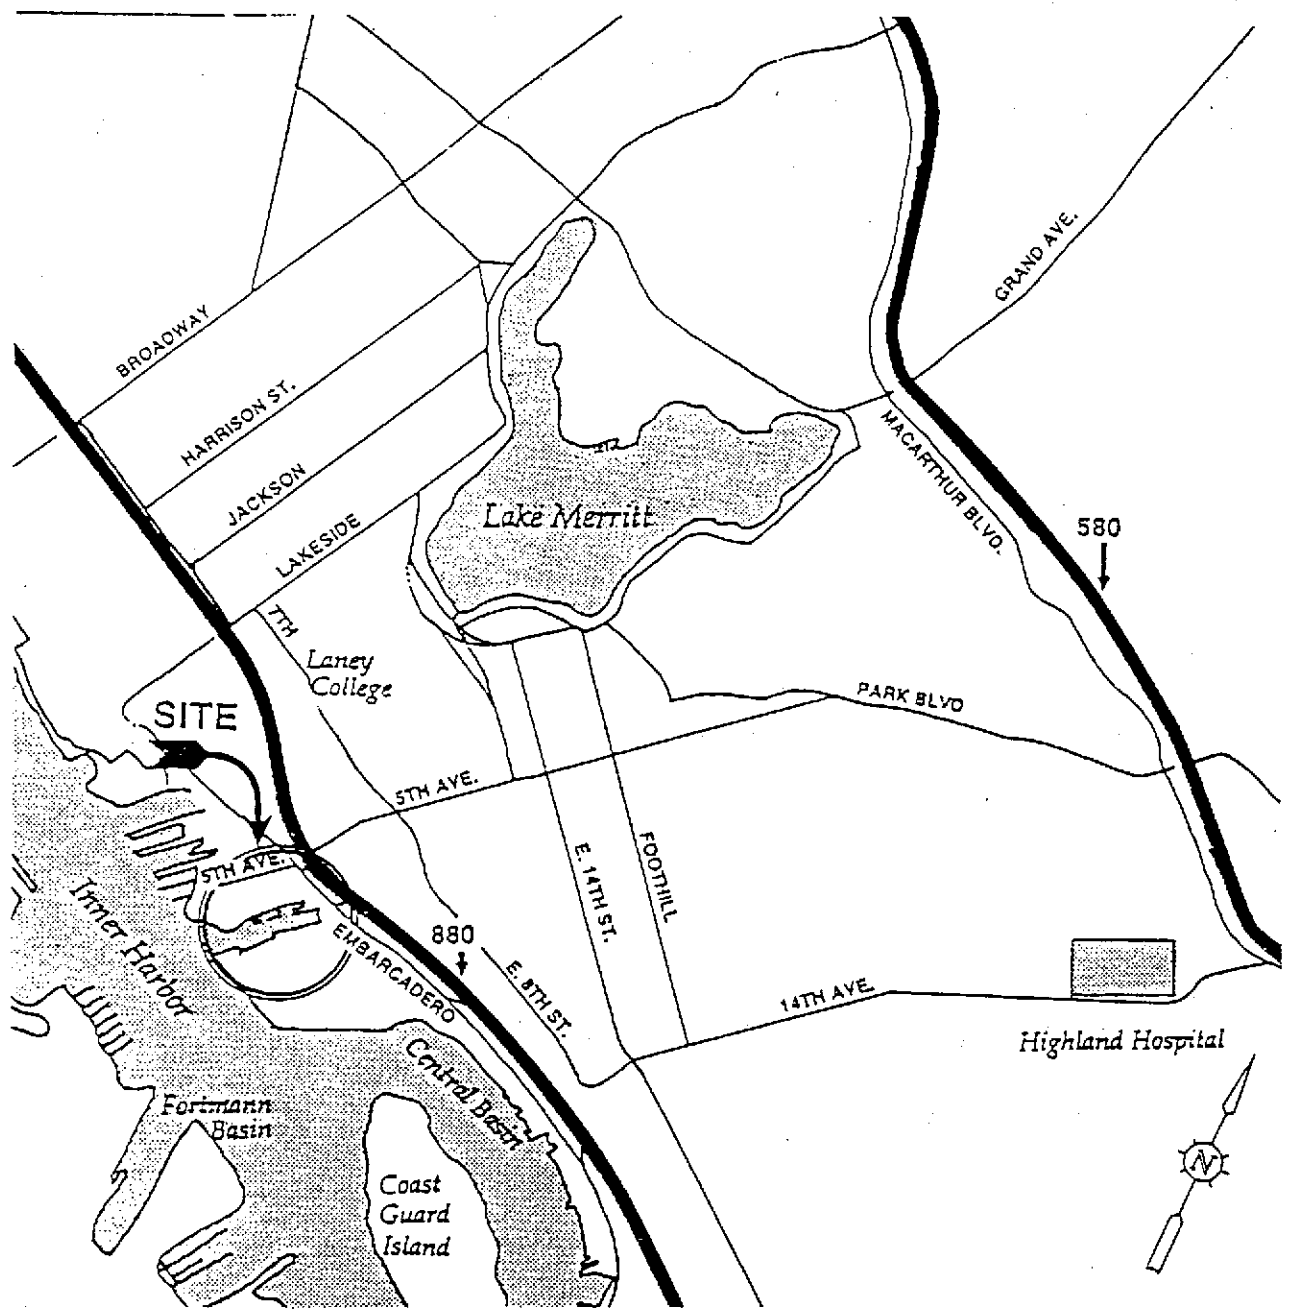 GRAND AVE.
BROADWAY
HARRISON ST.
MACARTHUR BLVD.
JACKSON
Lake Merritt
580
LAKESIDE
7TH
Laney
College
PARK BLVD
SITE
5TH AVE.
FOOTHILL
E. 14TH ST.
5TH AVE.
Inner Harbor
880
EMBARCADERO
E. 8TH ST.
14TH AVE.
Highland Hospital
Central Basin
Fortmann
Basin
Coast
Guard
Island
N